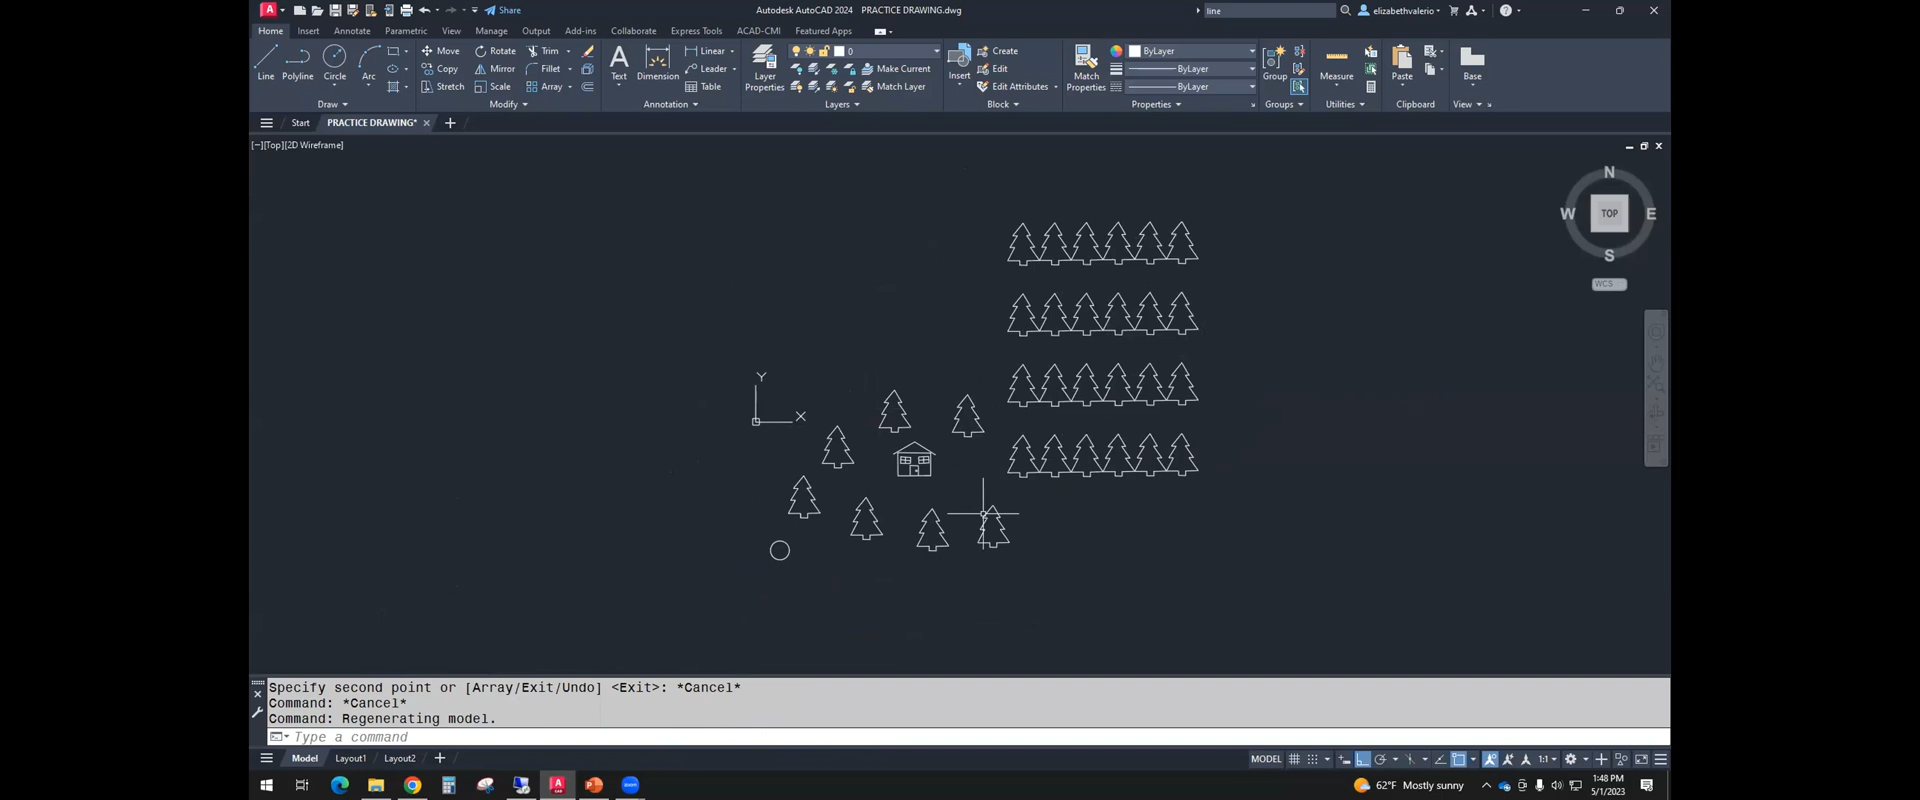 Share
Autodesk AutoCAD 2024 PRACTICE DRAWING.dwg
line
elizabethvalerio
Home Insert Annotate Parametric View Manage Output Add-ins Collaborate Express Tools ACAD-CMI Featured Apps
Line Polyline Circle Arc
Draw
Move Rotate Trim
Copy Mirror Fillet
Stretch Scale Array
Modify
Text Dimension
Linear
Leader
Table
Annotation
Layer Properties
0
Make Current
Match Layer
Layers
Insert
Create
Edit
Edit Attributes
Block
Match Properties
ByLayer
ByLayer
ByLayer
Properties
Group
Groups
Measure
Utilities
Paste
Clipboard
Base
View
Start PRACTICE DRAWING*
[−][Top][2D Wireframe]
N
W TOP E
S
WCS
Y
X
Specify second point or [Array/Exit/Undo] <Exit>: *Cancel*
Command: *Cancel*
Command: Regenerating model.
Type a command
Model Layout1 Layout2
MODEL
1:1
62°F Mostly sunny
1:48 PM
5/1/2023